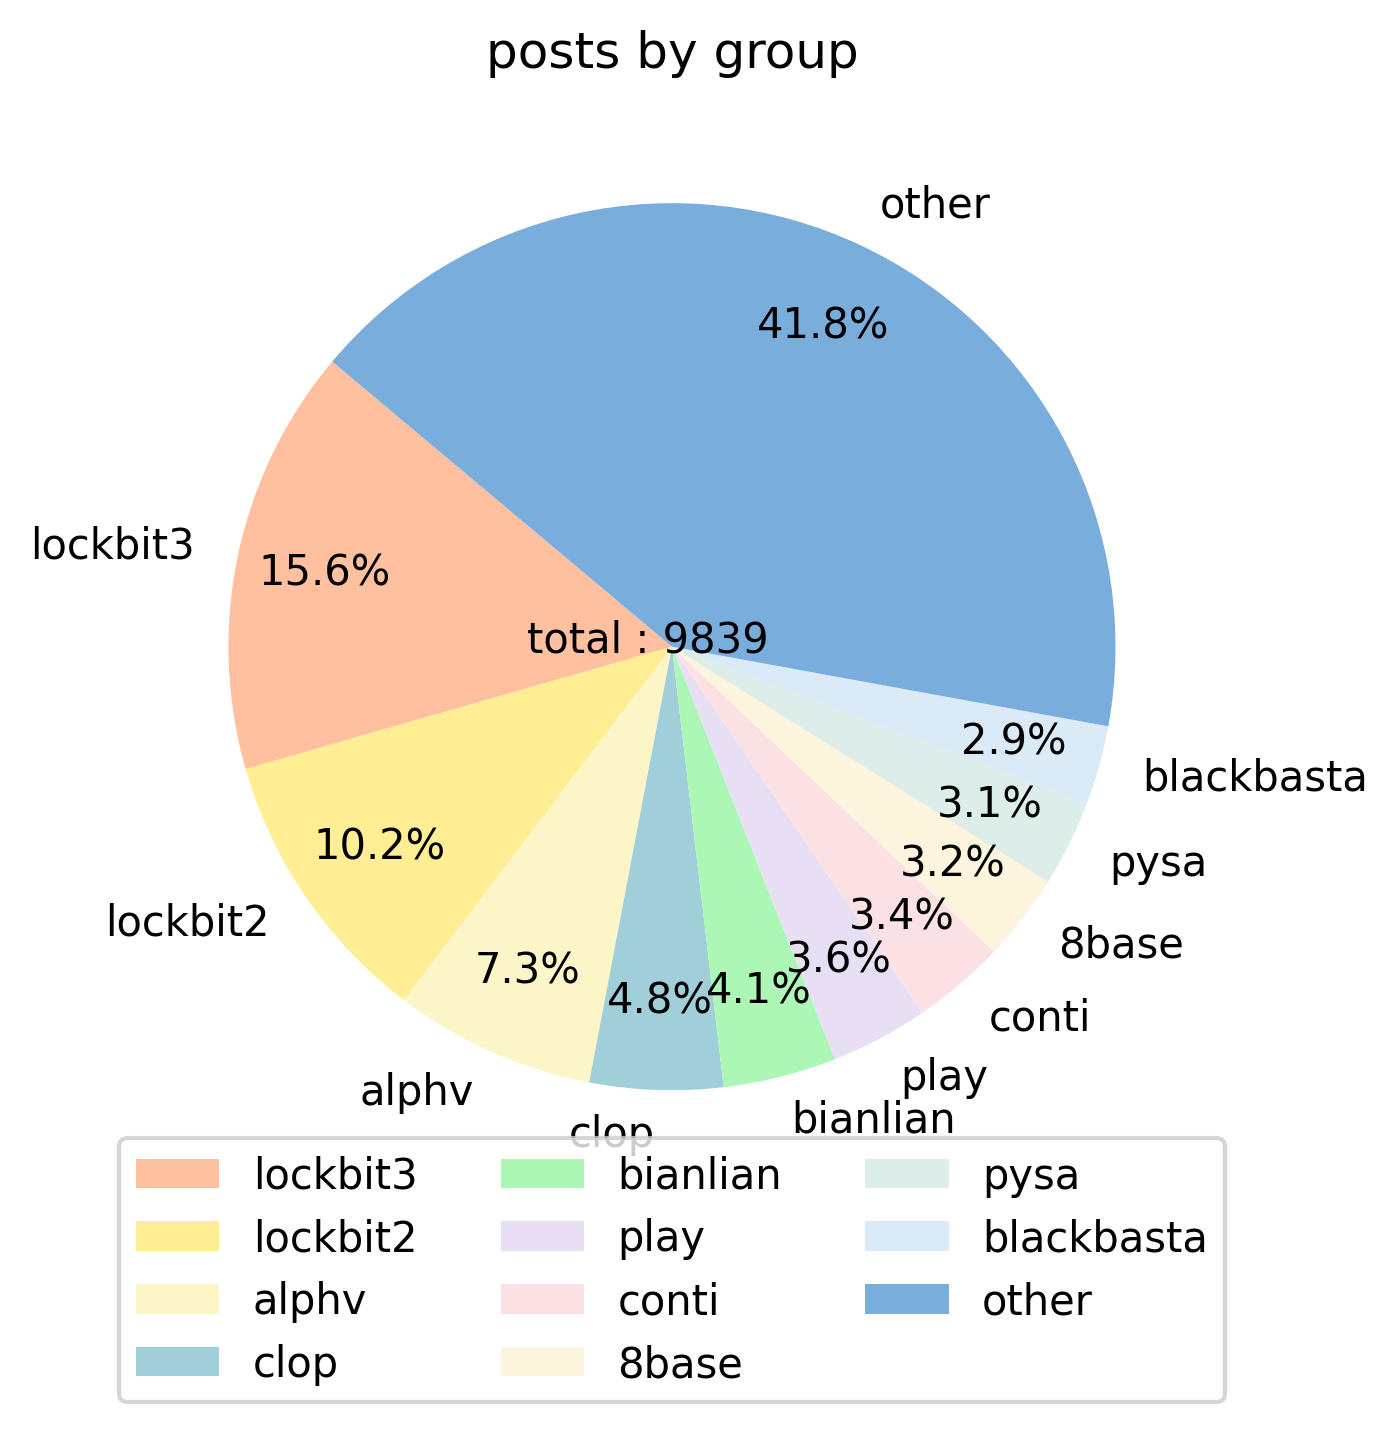 posts by group
other
41.8%
lockbit3
15.6%
total : 9839
2.9%
blackbasta
3.1%
10.2%
3.2%
pysa
3.4%
lockbit2
8base
3.6%
7.3%
4.1%
4.8%
conti
play
alphv
bianlian
clop
lockbit3 bianlian pysa
lockbit2 play blackbasta
alphv conti other
clop 8base